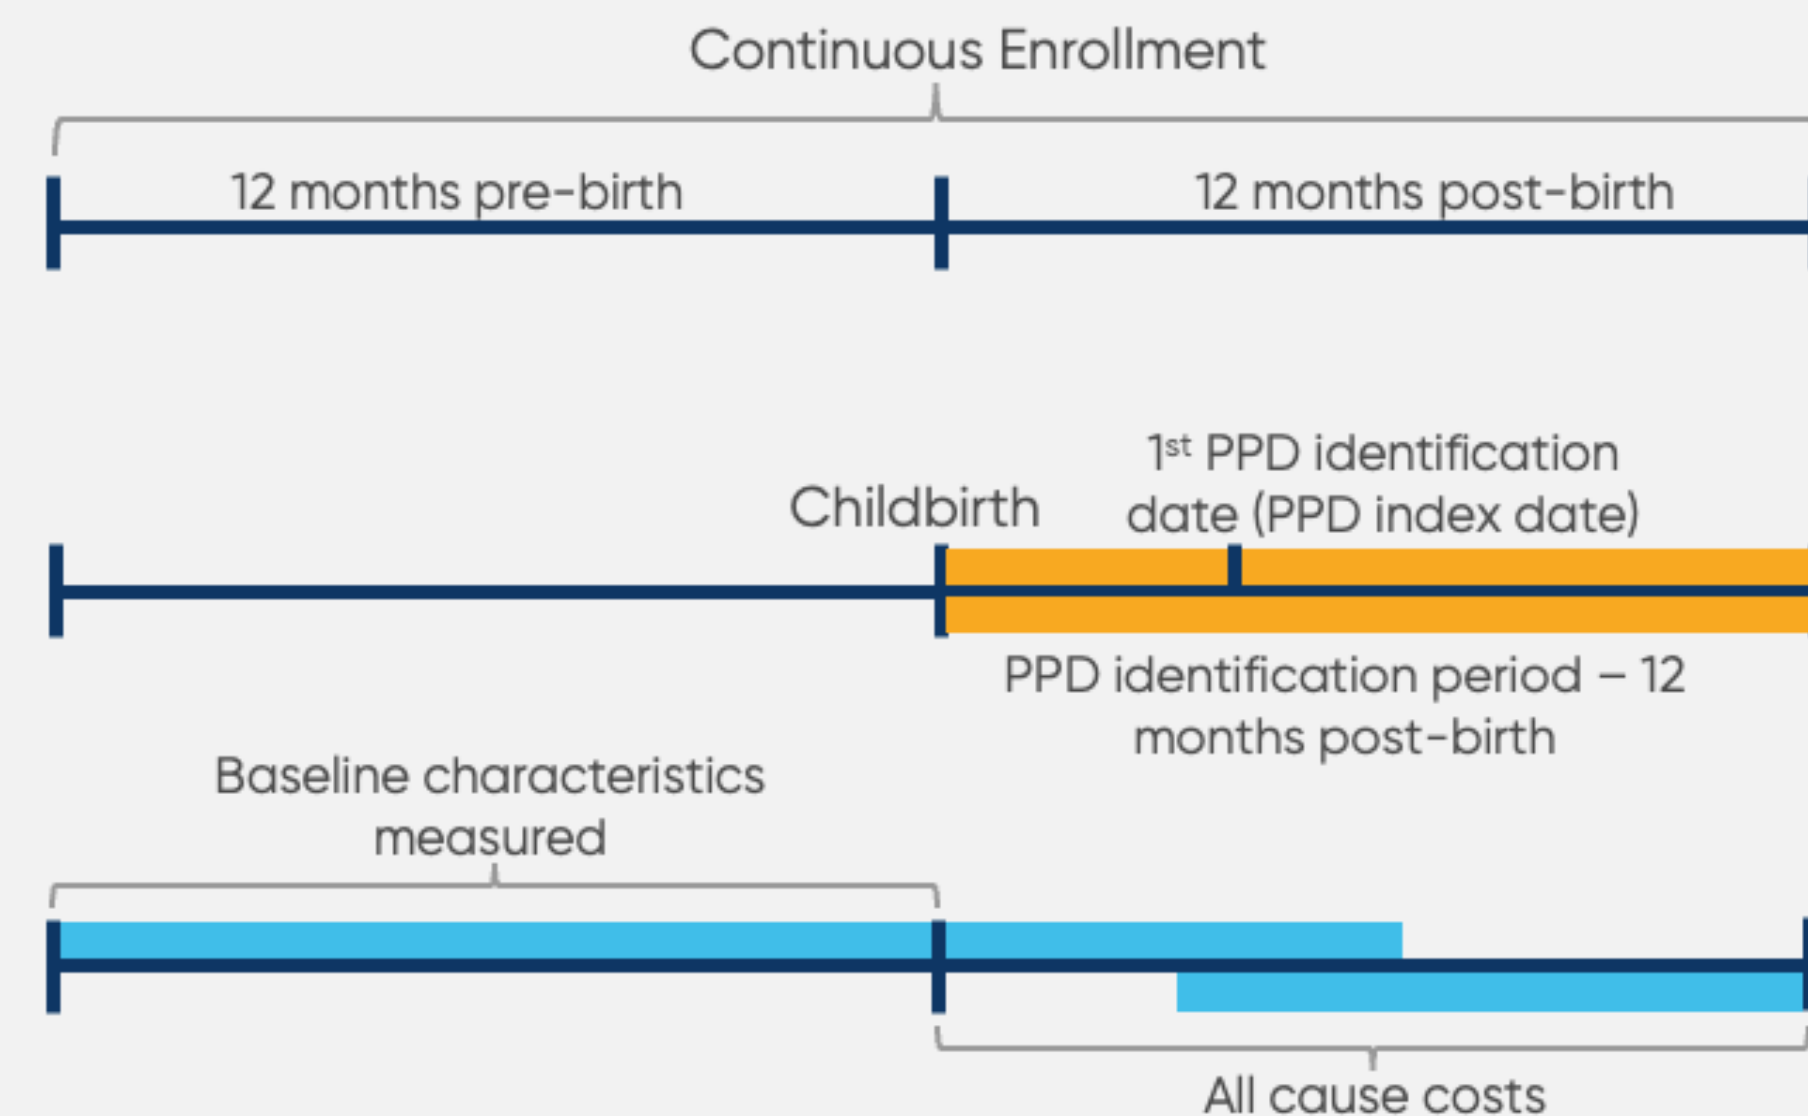 Continuous Enrollment
12 months pre-birth
12 months post-birth
1st PPD identification
date (PPD index date)
Childbirth
PPD identification period – 12
months post-birth
Baseline characteristics
measured
All cause costs